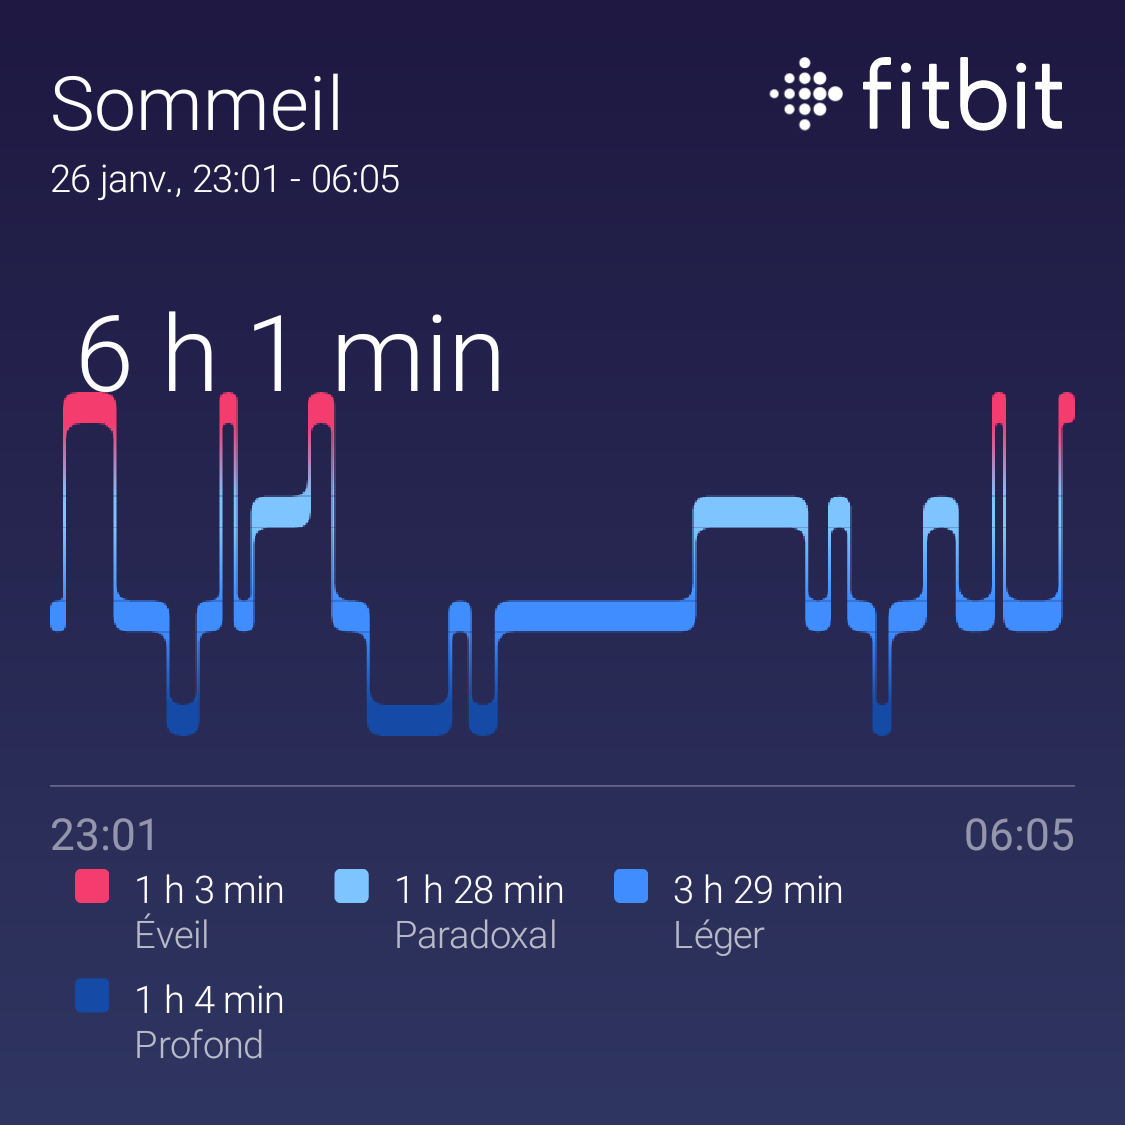 Sommeil
fitbit
26 janv., 23:01 - 06:05
6 h 1 min
23:01
06:05
1 h 3 min
Éveil
1 h 28 min
Paradoxal
3 h 29 min
Léger
1 h 4 min
Profond